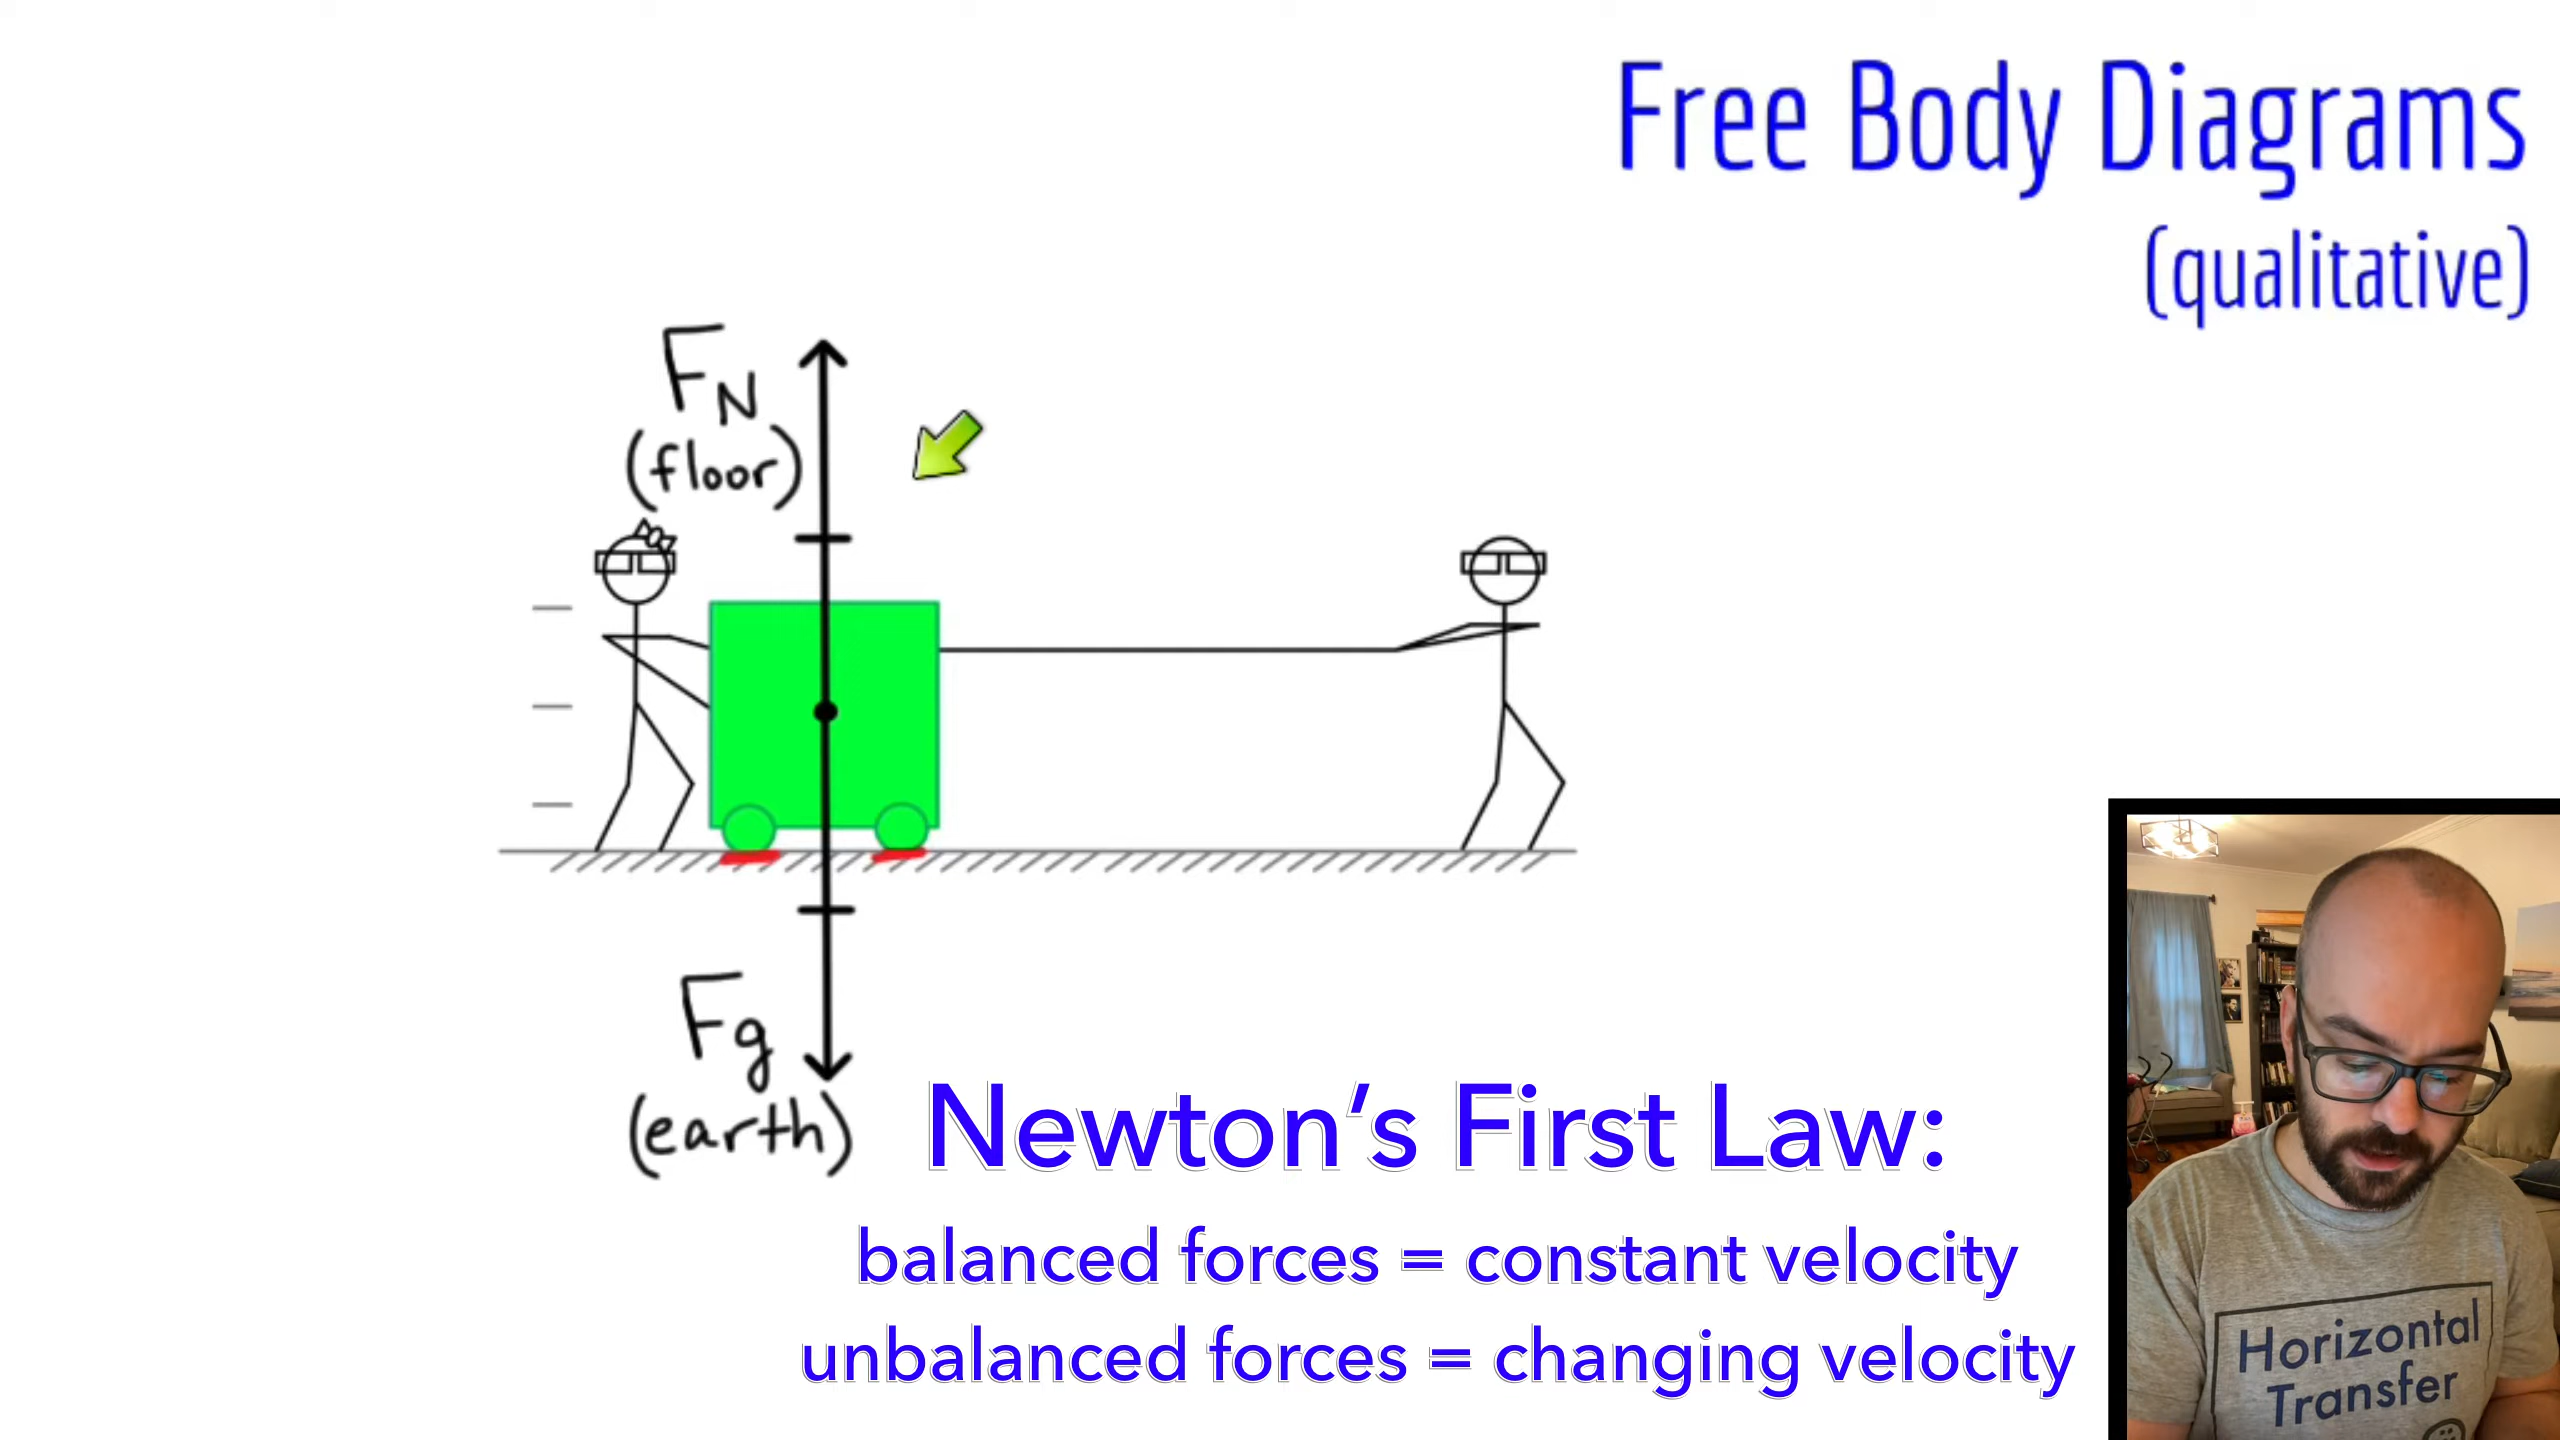 Free Body Diagrams
(qualitative)
FN
(floor)
Fg
(earth)
Newton’s First Law:
balanced forces = constant velocity
unbalanced forces = changing velocity
Horizontal
Transfer